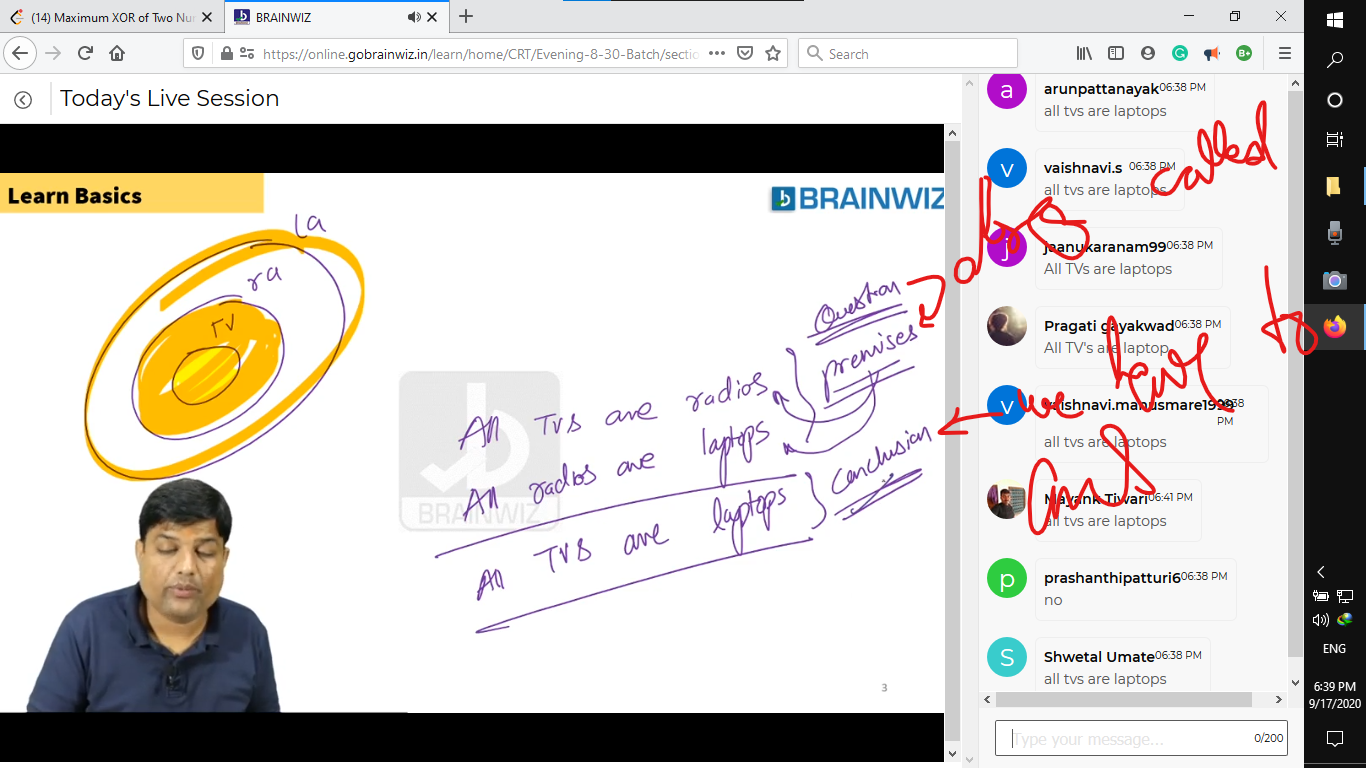 (14) Maximum XOR of Two Nu
BRAINWIZ
https://online.gobrainwiz.in/learn/home/CRT/Evening-8-30-Batch/sectio
Search
Today's Live Session
Learn Basics
BRAINWIZ
la
ra
TV
Question
premises
All TVs are radios
All radios are laptops
All TVs are laptops
Conclusion
BRAINWIZ
3
also called
we have to
find
a
arunpattanayak 06:38 PM
all tvs are laptops
v
vaishnavi.s 06:38 PM
all tvs are laptops
j
jaanukaranam99 06:38 PM
All TVs are laptops
Pragati gayakwad 06:38 PM
All TV's are laptop
v
vaishnavi.manusmare1999 06:38 PM
all tvs are laptops
Mayank Tiwari 06:41 PM
all tvs are laptops
p
prashanthipatturi6 06:38 PM
no
S
Shwetal Umate 06:38 PM
all tvs are laptops
Type your message...
0/200
ENG
6:39 PM
9/17/2020